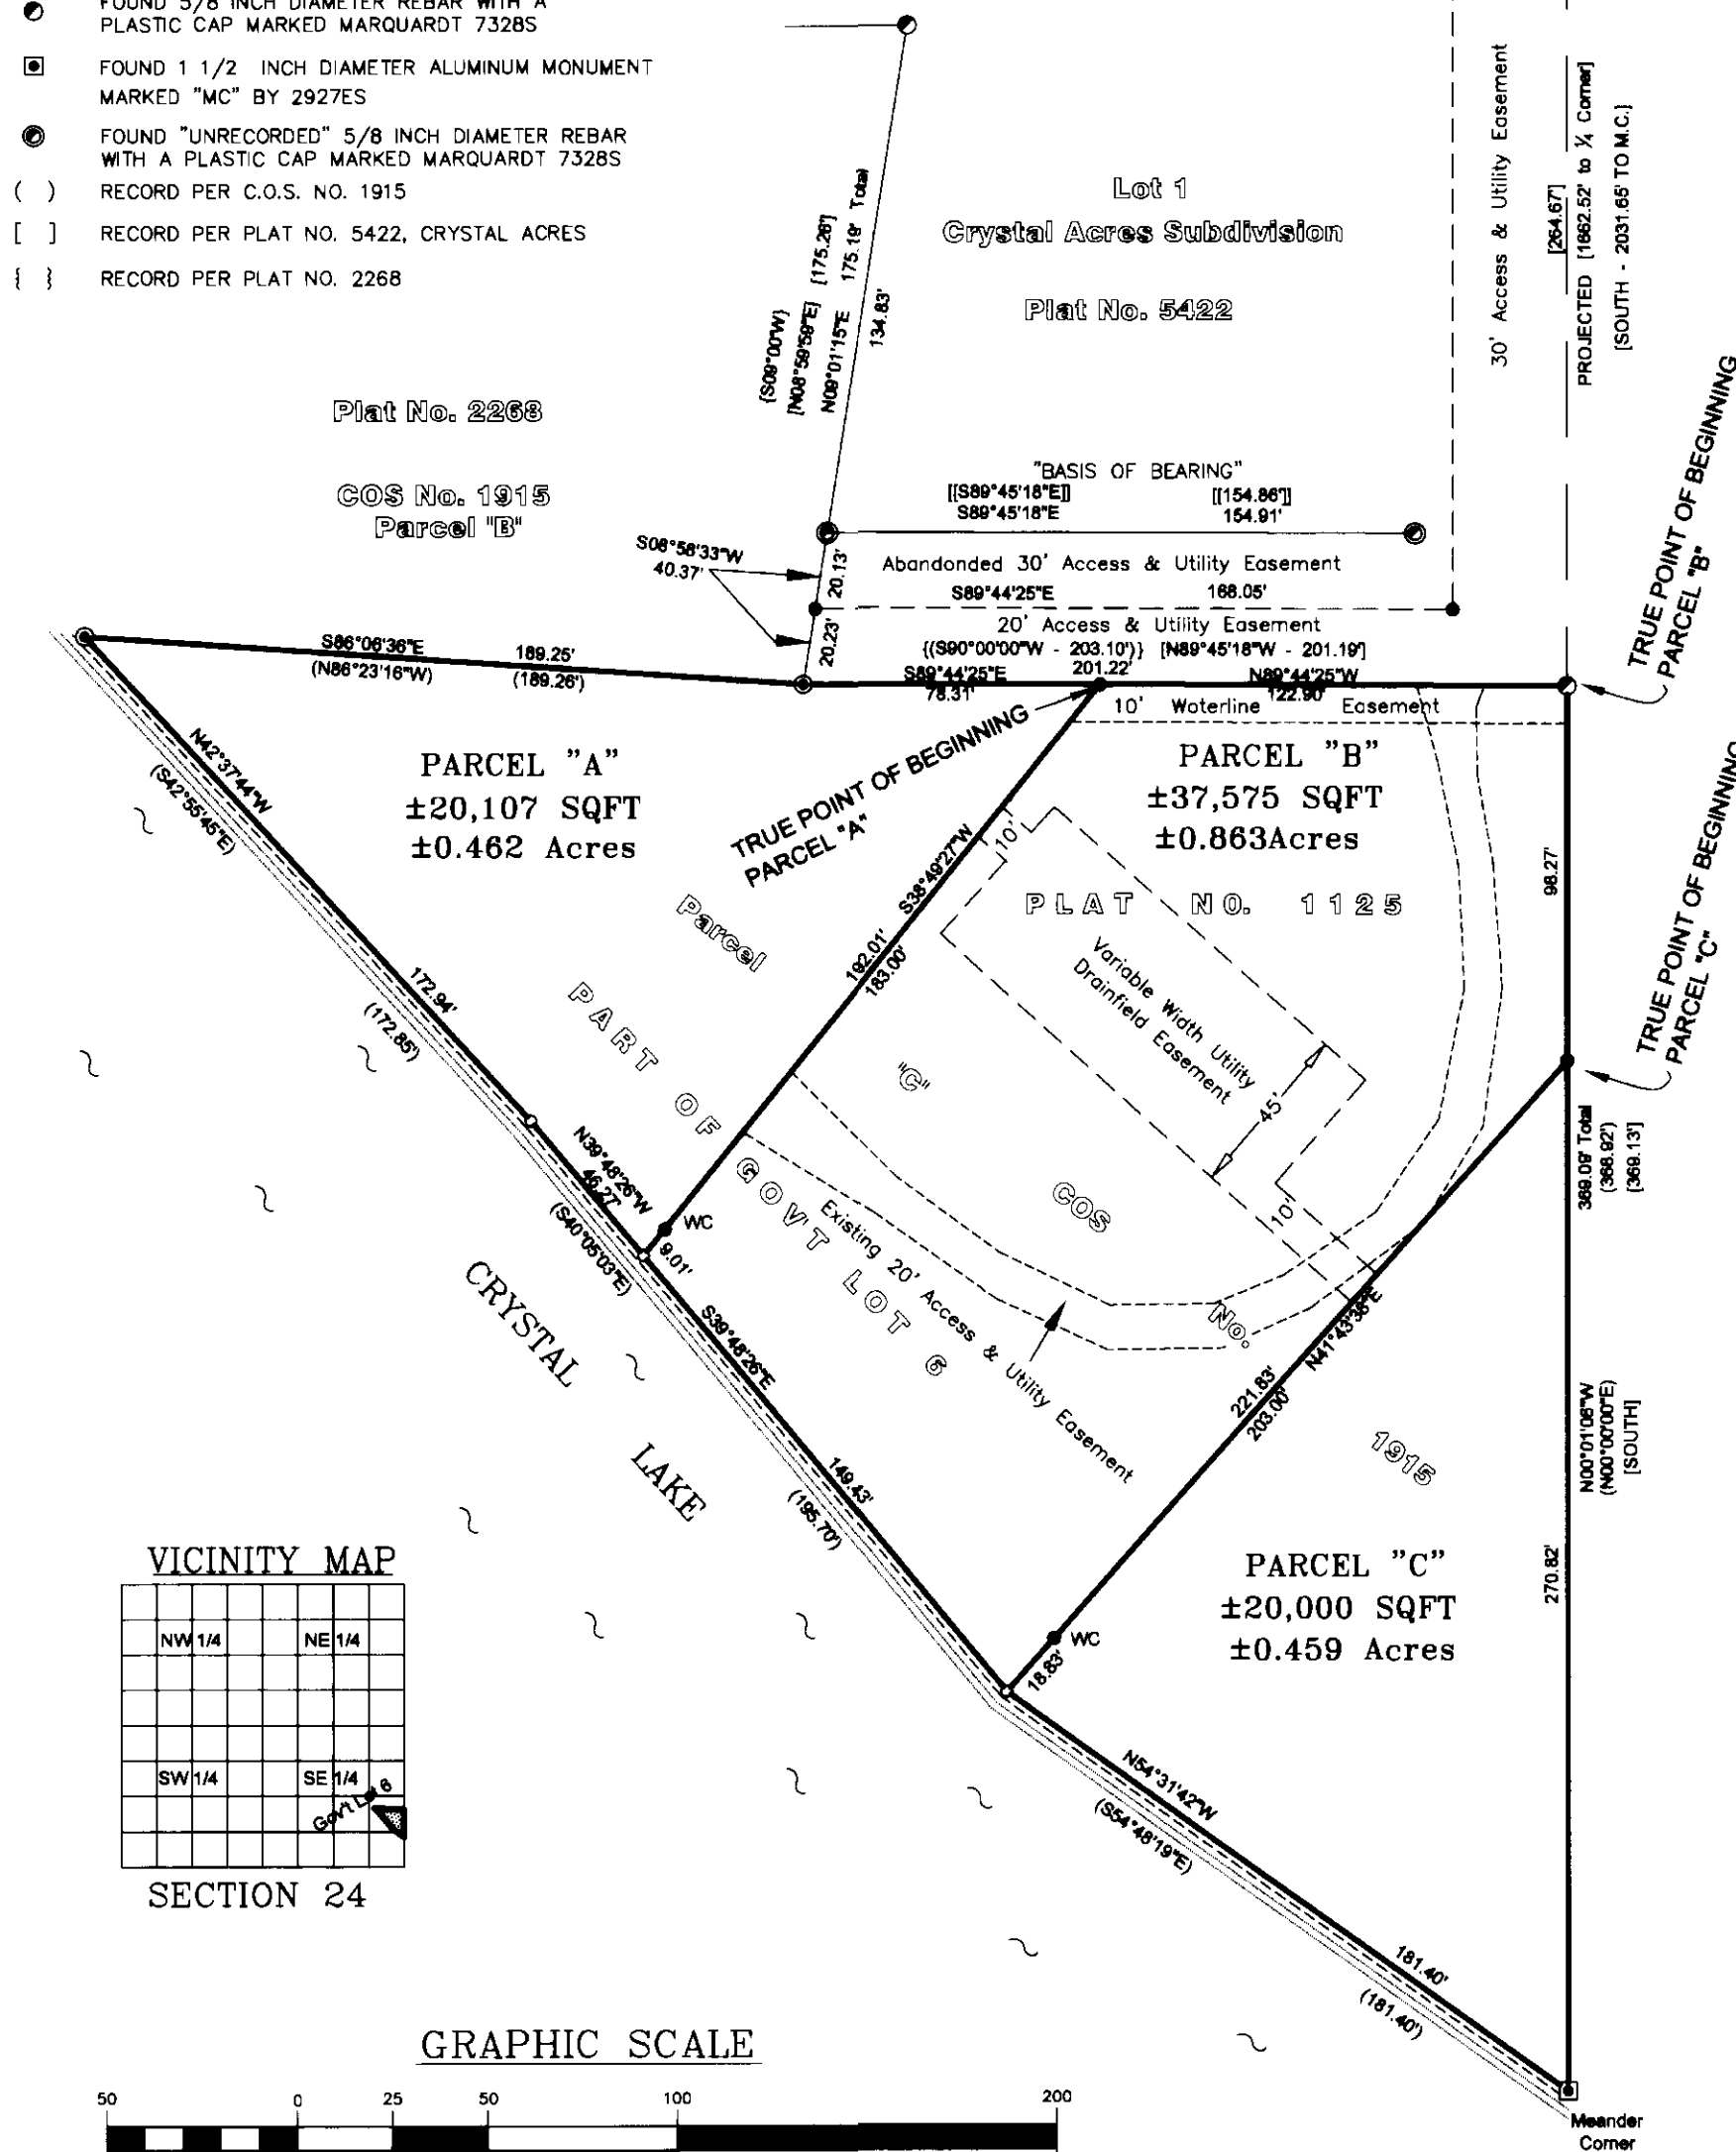 FOUND 5/8 INCH DIAMETER REBAR WITH A
PLASTIC CAP MARKED MARQUARDT 7328S
FOUND 1 1/2 INCH DIAMETER ALUMINUM MONUMENT
MARKED "MC" BY 2927ES
FOUND "UNRECORDED" 5/8 INCH DIAMETER REBAR
WITH A PLASTIC CAP MARKED MARQUARDT 7328S
( ) RECORD PER C.O.S. NO. 1915
[ ] RECORD PER PLAT NO. 5422, CRYSTAL ACRES
{ } RECORD PER PLAT NO. 2268
Lot 1
Crystal Acres Subdivision
Plat No. 5422
30' Access & Utility Easement
[264.67']
PROJECTED [1662.52' to 1/4 Corner]
[SOUTH - 2031.65' TO M.C.]
{S09°00'W}
[N08°59'59"E] [175.26']
N09°01'15"E 175.19' Total
134.83'
Plat No. 2268
COS No. 1915
Parcel "B"
"BASIS OF BEARING"
[[S89°45'18"E]] [[154.86']]
S89°45'18"E 154.91'
S08°58'33"W
40.37'
20.13'
20.23'
Abandonded 30' Access & Utility Easement
S89°44'25"E 168.05'
20' Access & Utility Easement
{(S90°00'00"W - 203.10')} [N89°45'18"W - 201.19']
S89°44'25"E 201.22' N89°44'25"W
78.31' 122.90'
10' Waterline Easement
TRUE POINT OF BEGINNING
PARCEL "B"
S86°06'36"E 189.25'
(N86°23'16"W) (189.26')
N42°37'44"W
(S42°55'45"E)
172.94'
(172.85')
PARCEL "A"
±20,107 SQFT
±0.462 Acres
TRUE POINT OF BEGINNING
PARCEL "A"
PARCEL "B"
±37,575 SQFT
±0.863Acres
PLAT NO. 1125
98.27'
TRUE POINT OF BEGINNING
PARCEL "C"
S38°49'27"W
192.01'
183.00'
10'
Variable Width Utility
Drainfield Easement
45'
10'
Parcel
"C"
COS
No.
1915
PART OF
GOV'T LOT 6
N39°48'26"W
46.27'
(S40°05'03"E)
WC
9.01'
Existing 20' Access & Utility Easement
369.09' Total
(368.92')
[369.13']
N00°01'08"W
(N00°00'00"E)
[SOUTH]
270.82'
N41°43'38"E
221.83'
203.00'
CRYSTAL
LAKE
S39°48'26"E
149.43'
(195.70')
WC
18.83'
PARCEL "C"
±20,000 SQFT
±0.459 Acres
N54°31'42"W
(S54°48'19"E)
181.40'
(181.40')
Meander
Corner
VICINITY MAP
NW 1/4 NE 1/4
SW 1/4 SE 1/4
Gov't Lot 6
SECTION 24
GRAPHIC SCALE
50 0 25 50 100 200